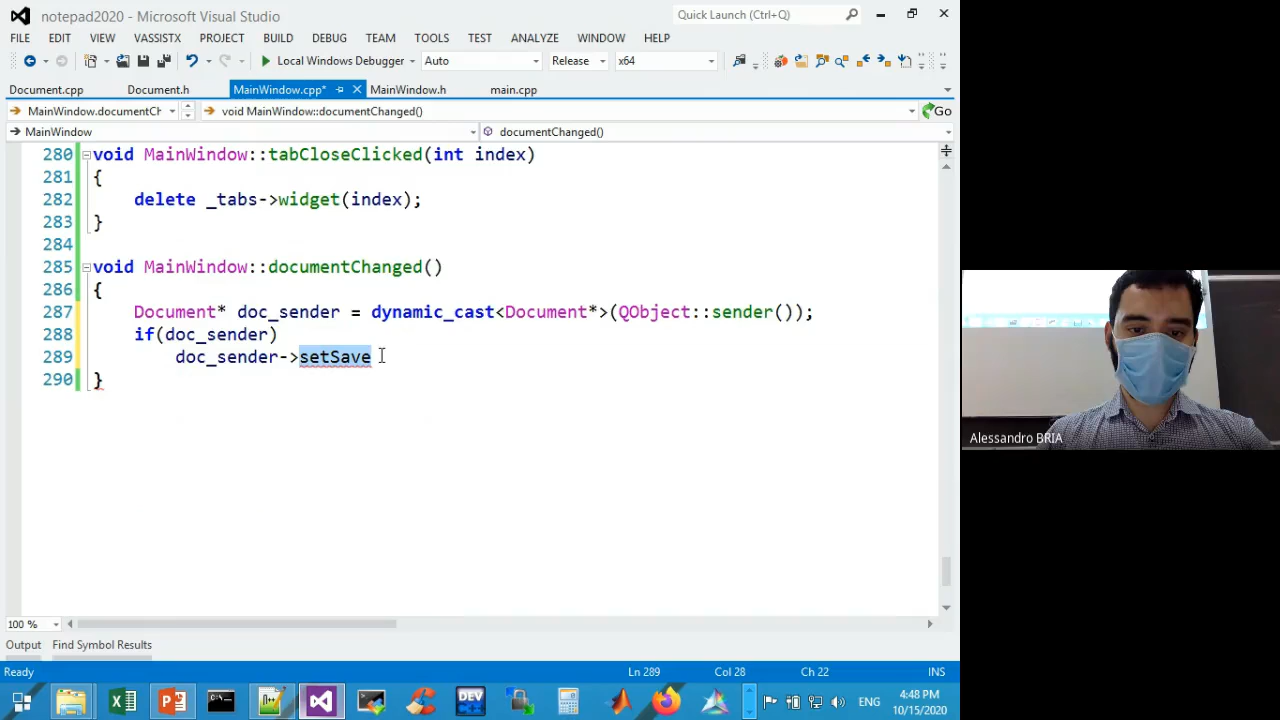 notepad2020 - Microsoft Visual Studio
Quick Launch (Ctrl+Q)
FILE EDIT VIEW VASSISTX PROJECT BUILD DEBUG TEAM TOOLS TEST ANALYZE WINDOW HELP
Local Windows Debugger Auto Release x64
Document.cpp Document.h MainWindow.cpp* MainWindow.h main.cpp
MainWindow.documentCh void MainWindow::documentChanged() Go
MainWindow documentChanged()
280 void MainWindow::tabCloseClicked(int index)
281 {
282 delete _tabs->widget(index);
283 }
284
285 void MainWindow::documentChanged()
286 {
287 Document* doc_sender = dynamic_cast<Document*>(QObject::sender());
288 if(doc_sender)
289 doc_sender->setSave
290 }
Alessandro BRIA
100 %
Output Find Symbol Results
Ready Ln 289 Col 28 Ch 22 INS
DEV
ENG
4:48 PM
10/15/2020